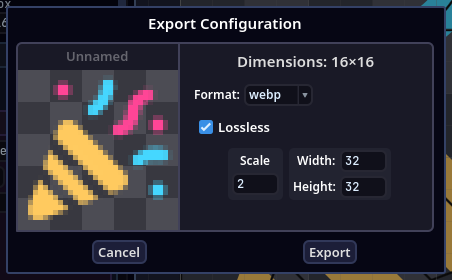 Export Configuration
Unnamed
Dimensions: 16×16
Format: webp
Lossless
Scale
2
Width: 32
Height: 32
Cancel
Export